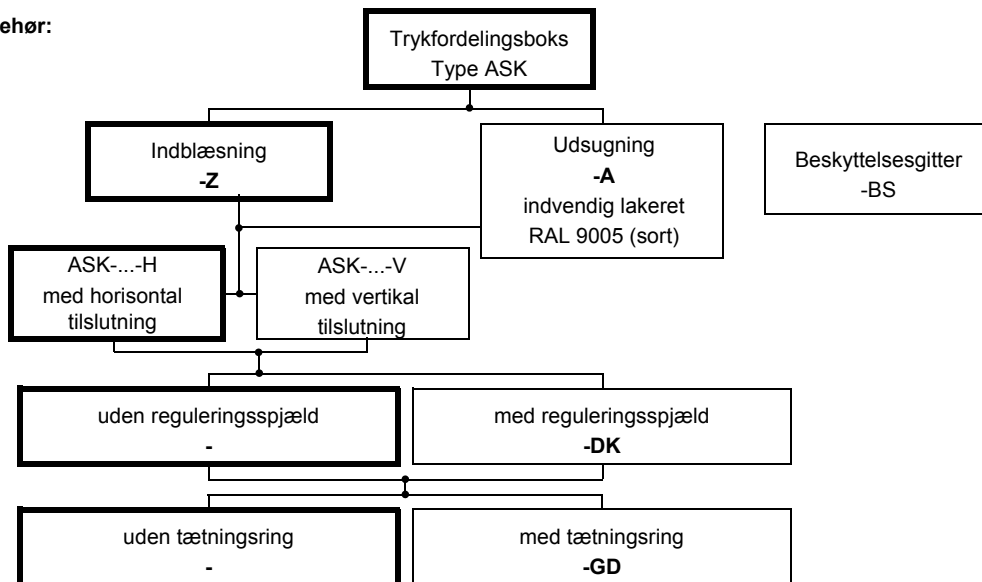 ehør:
Trykfordelingsboks
Type ASK
Indblæsning
-Z
Udsugning
-A
indvendig lakeret
RAL 9005 (sort)
Beskyttelsesgitter
-BS
ASK-...-H
med horisontal
tilslutning
ASK-...-V
med vertikal
tilslutning
uden reguleringsspjæld
-
med reguleringsspjæld
-DK
uden tætningsring
-
med tætningsring
-GD